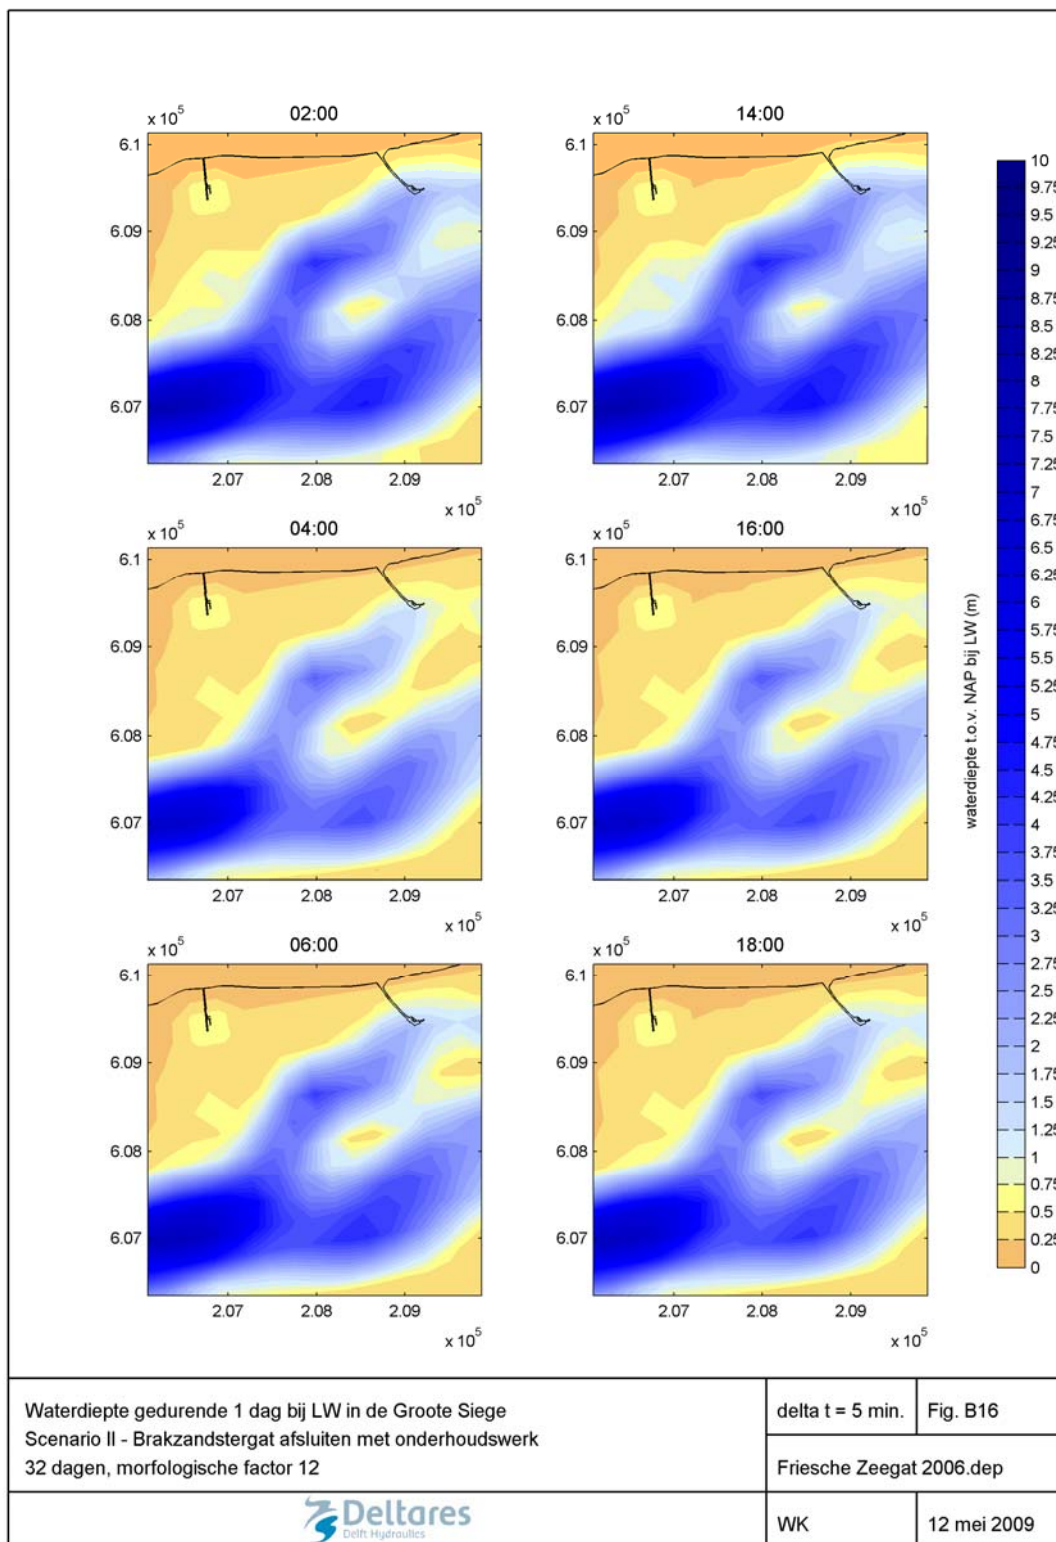 x 10^5
02:00
6.1
6.09
6.08
6.07
2.07 2.08 2.09
x 10^5
x 10^5
14:00
6.1
6.09
6.08
6.07
2.07 2.08 2.09
x 10^5
x 10^5
04:00
6.1
6.09
6.08
6.07
2.07 2.08 2.09
x 10^5
x 10^5
16:00
6.1
6.09
6.08
6.07
2.07 2.08 2.09
x 10^5
x 10^5
06:00
6.1
6.09
6.08
6.07
2.07 2.08 2.09
x 10^5
x 10^5
18:00
6.1
6.09
6.08
6.07
2.07 2.08 2.09
x 10^5
waterdiepte t.o.v. NAP bij LW (m)
10
9.75
9.5
9.25
9
8.75
8.5
8.25
8
7.75
7.5
7.25
7
6.75
6.5
6.25
6
5.75
5.5
5.25
5
4.75
4.5
4.25
4
3.75
3.5
3.25
3
2.75
2.5
2.25
2
1.75
1.5
1.25
1
0.75
0.5
0.25
0
Waterdiepte gedurende 1 dag bij LW in de Groote Siege
Scenario II - Brakzandstergat afsluiten met onderhoudswerk
32 dagen, morfologische factor 12
delta t = 5 min.
Fig. B16
Friesche Zeegat 2006.dep
Deltares
Delft Hydraulics
WK
12 mei 2009